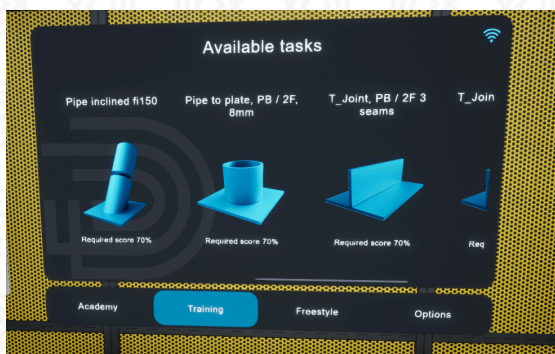 Available tasks
Pipe inclined fi150
Pipe to plate, PB / 2F,
8mm
T_Joint, PB / 2F 3
seams
T_Join
Required score 70%
Required score 70%
Required score 70%
Req
Academy
Training
Freestyle
Options